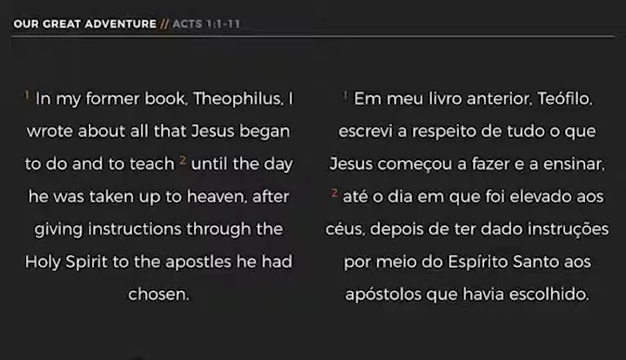 OUR GREAT ADVENTURE // ACTS 1:1-11
1 In my former book, Theophilus, I
wrote about all that Jesus began
to do and to teach 2 until the day
he was taken up to heaven, after
giving instructions through the
Holy Spirit to the apostles he had
chosen.
1 Em meu livro anterior, Teófilo,
escrevi a respeito de tudo o que
Jesus começou a fazer e a ensinar,
2 até o dia em que foi elevado aos
céus, depois de ter dado instruções
por meio do Espírito Santo aos
apóstolos que havia escolhido.